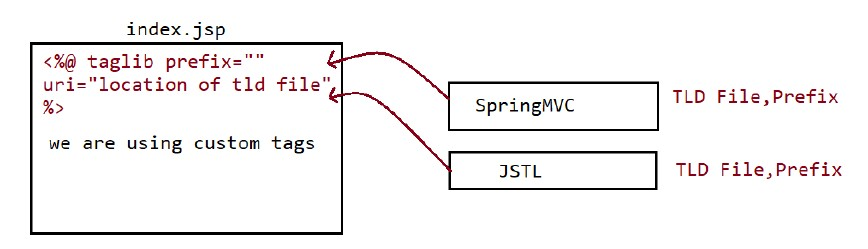 index.jsp
<%@ taglib prefix=""
uri="location of tld file"
%>
we are using custom tags
SpringMVC
TLD File,Prefix
JSTL
TLD File,Prefix